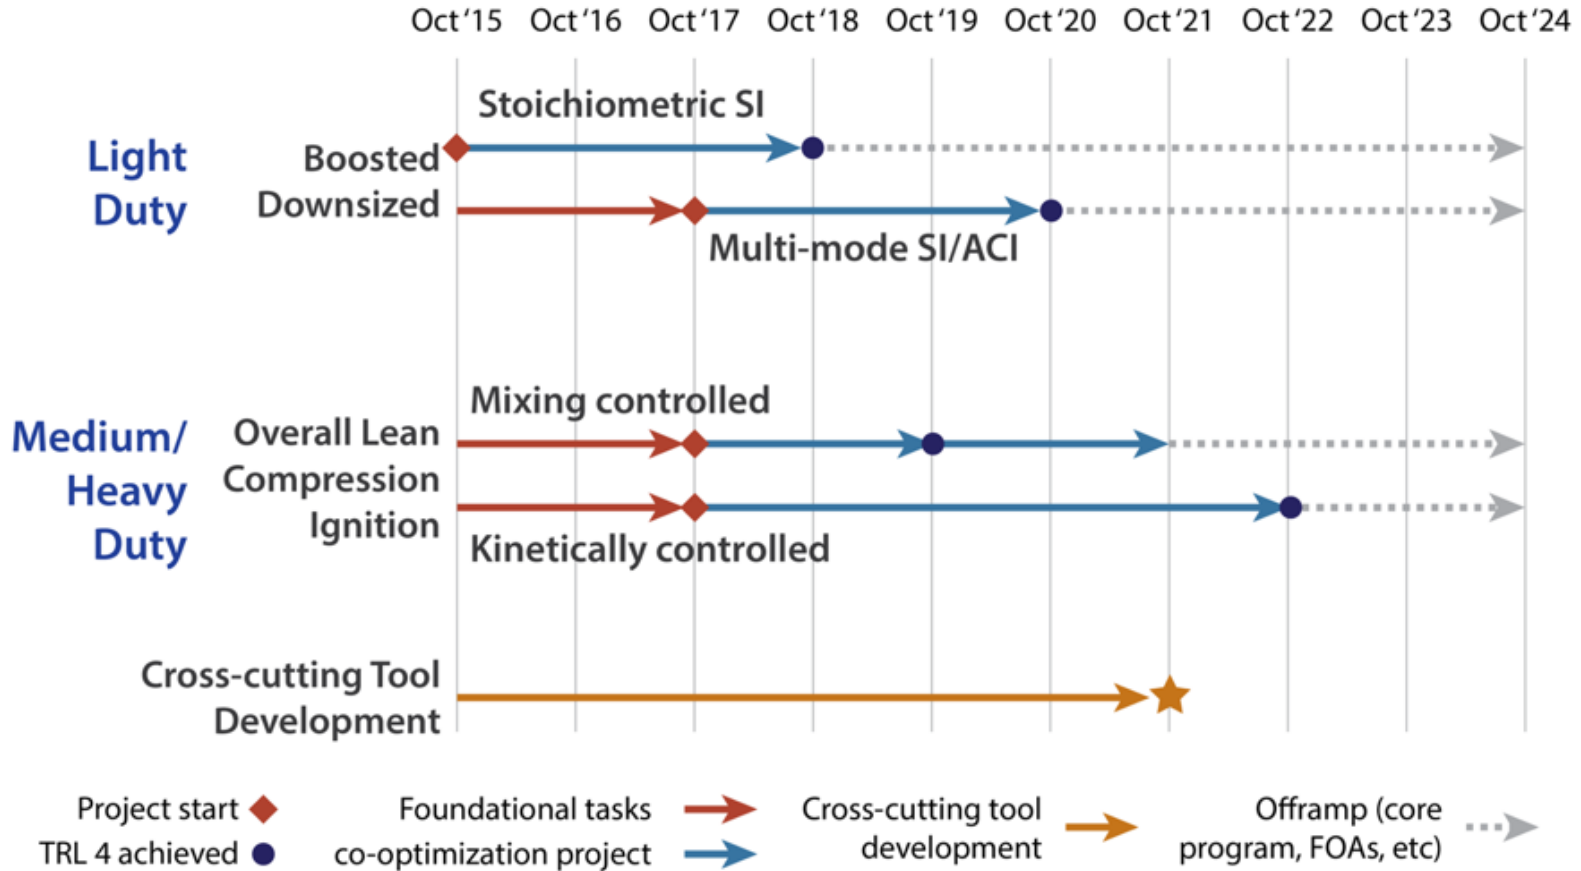 Oct ‘15 Oct ‘16 Oct ‘17 Oct ‘18 Oct ‘19 Oct ‘20 Oct ‘21 Oct ‘22 Oct ‘23 Oct ‘24
Stoichiometric SI
Light
Duty
Boosted
Downsized
Multi-mode SI/ACI
Mixing controlled
Medium/
Heavy
Duty
Overall Lean
Compression
Ignition
Kinetically controlled
Cross-cutting Tool
Development
Project start
TRL 4 achieved
Foundational tasks
co-optimization project
Cross-cutting tool
development
Offramp (core
program, FOAs, etc)